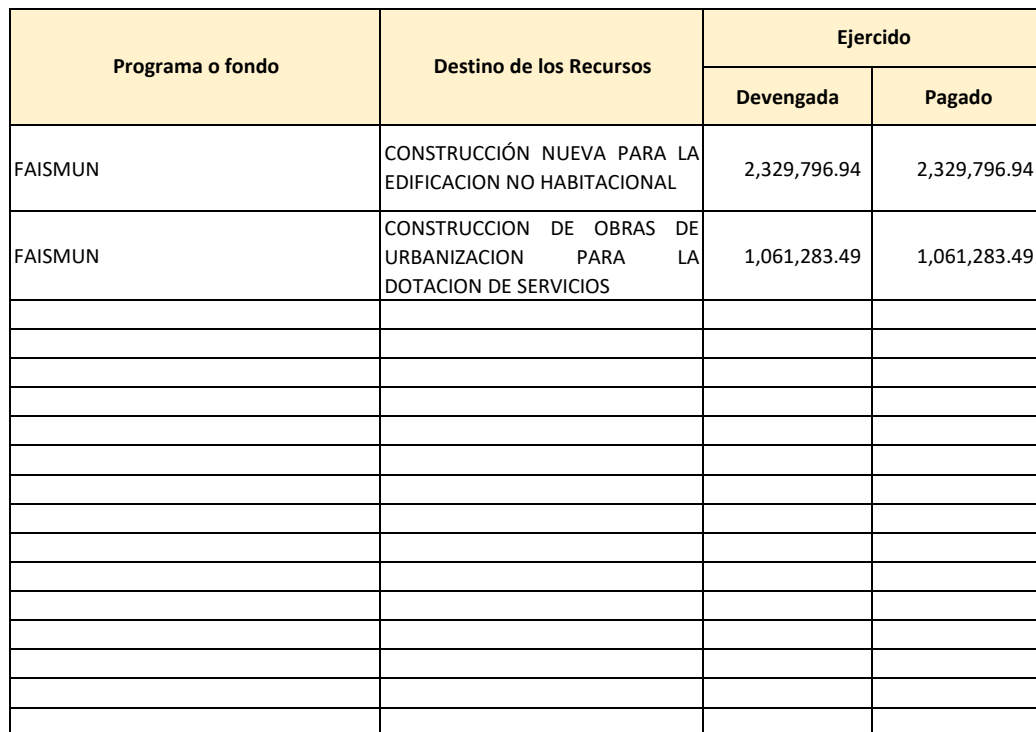 Programa o fondo
Destino de los Recursos
Ejercido
Devengada
Pagado
FAISMUN
CONSTRUCCIÓN NUEVA PARA LA
EDIFICACION NO HABITACIONAL
2,329,796.94
2,329,796.94
FAISMUN
CONSTRUCCION DE OBRAS DE
URBANIZACION PARA LA
DOTACION DE SERVICIOS
1,061,283.49
1,061,283.49